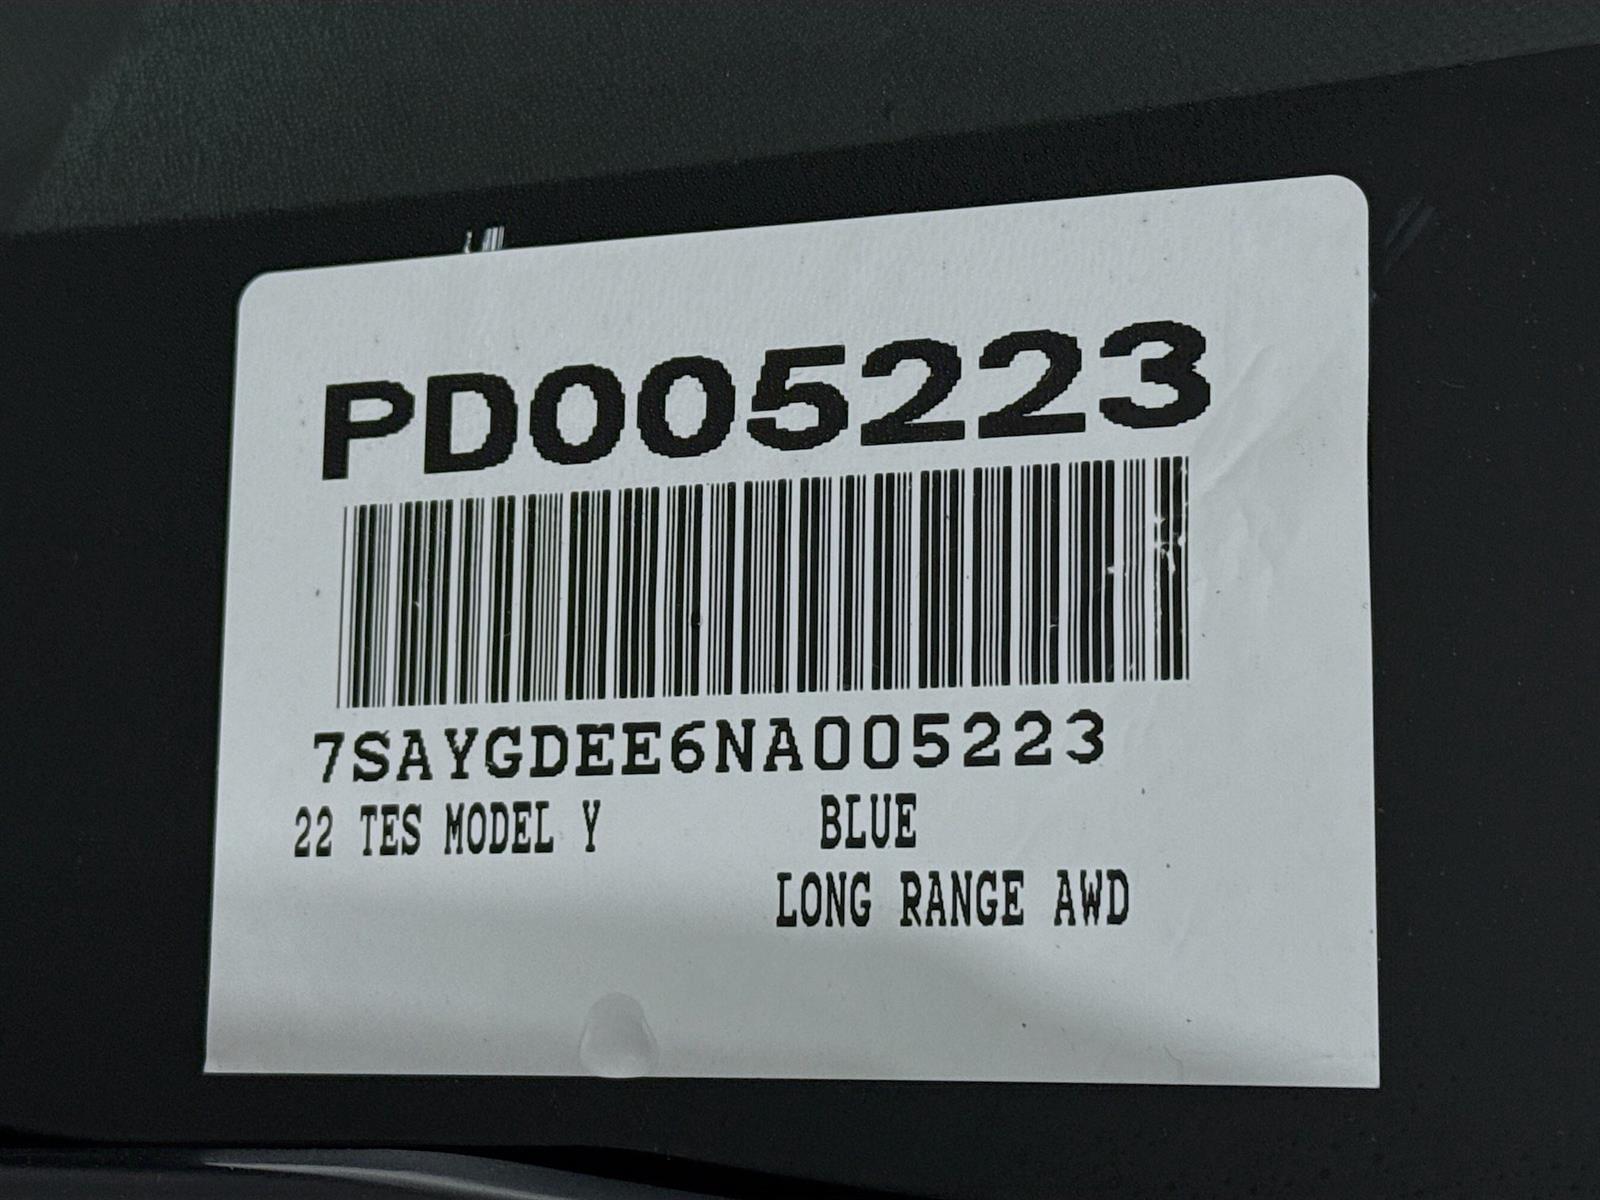 PD005223
7SAYGDEE6NA005223
22 TES MODEL Y BLUE
LONG RANGE AWD